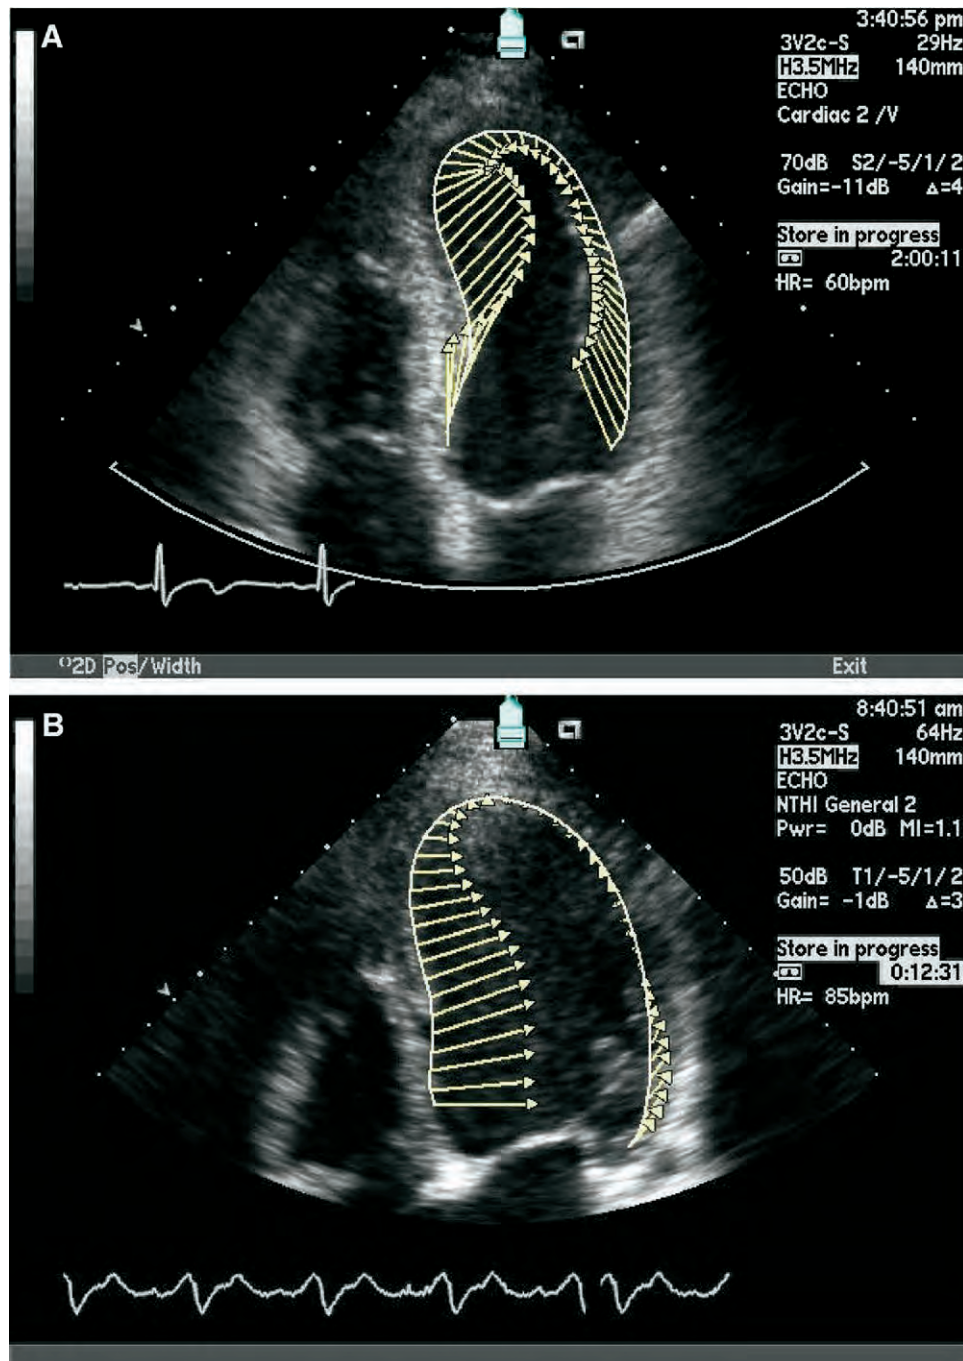 A
3:40:56 pm
3V2c-S 29Hz
H3.5MHz 140mm
ECHO
Cardiac 2 /V
70dB S2/-5/1/2
Gain=-11dB Δ=4
Store in progress
2:00:11
HR= 60bpm
2D Pos/Width Exit
B
8:40:51 am
3V2c-S 64Hz
H3.5MHz 140mm
ECHO
NTHI General 2
Pwr= 0dB MI=1.1
50dB T1/-5/1/2
Gain= -1dB Δ=3
Store in progress
0:12:31
HR= 85bpm